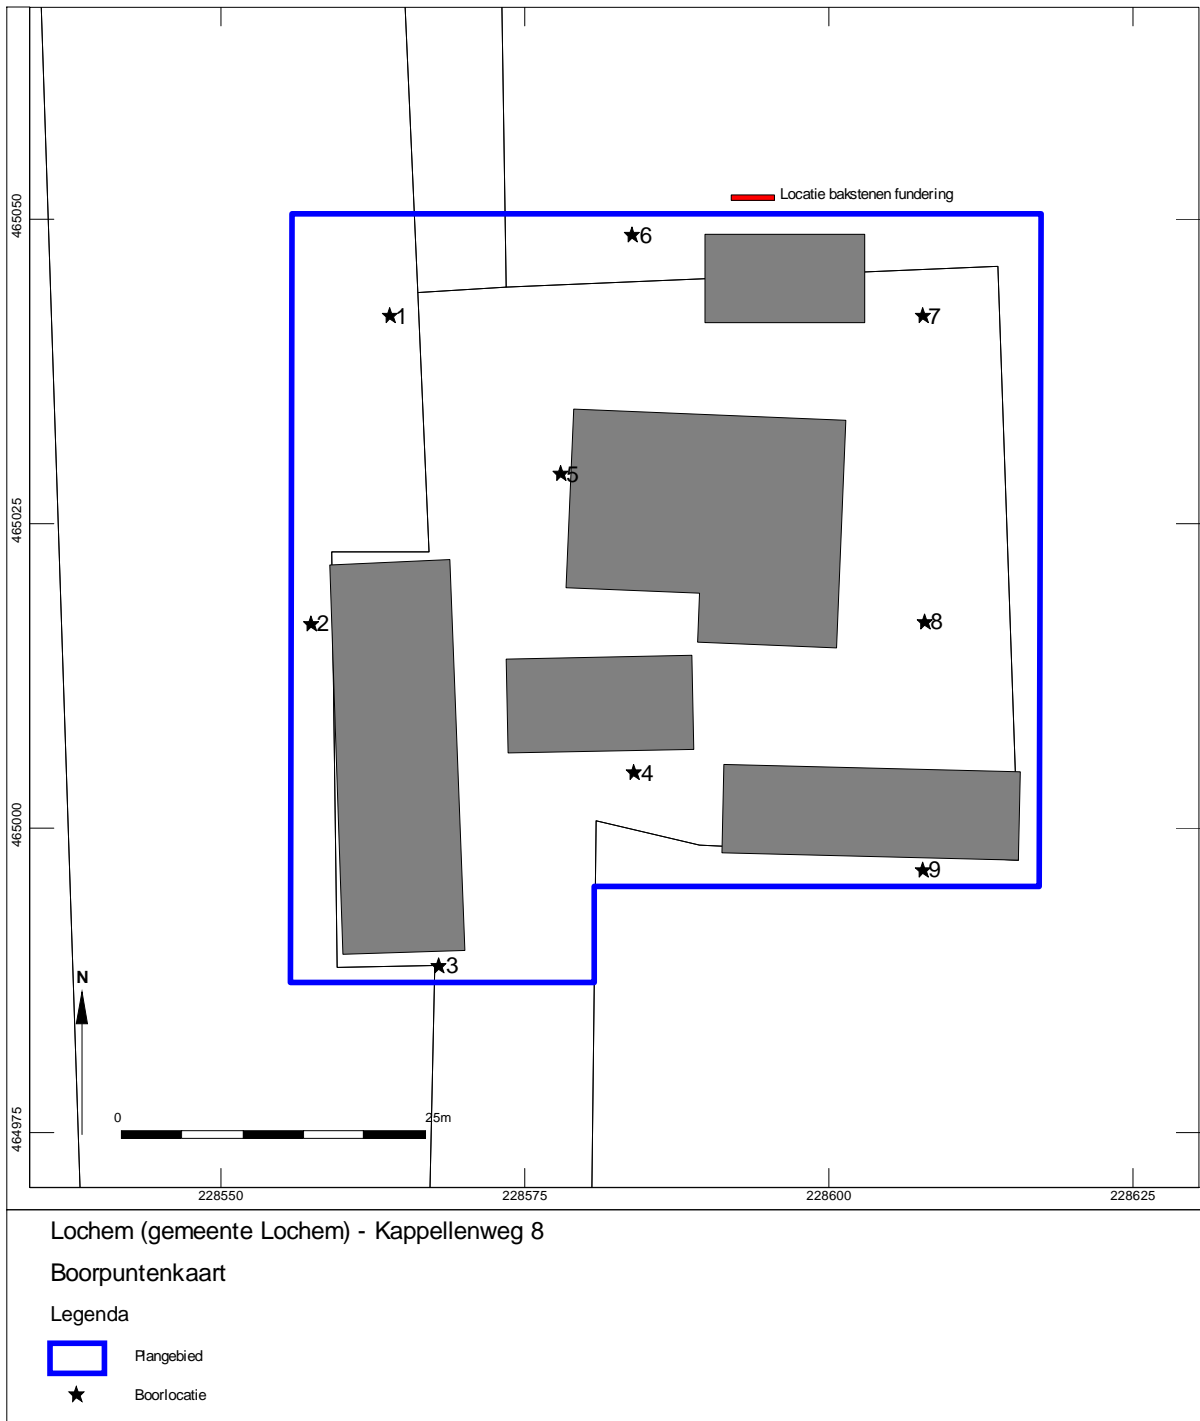 Locatie bakstenen fundering
465050
6
1
7
5
465025
2
8
4
465000
9
3
N
0
25m
464975
228550
228575
228600
228625
Lochem (gemeente Lochem) - Kappellenweg 8
Boorpuntenkaart
Legenda
Plangebied
Boorlocatie